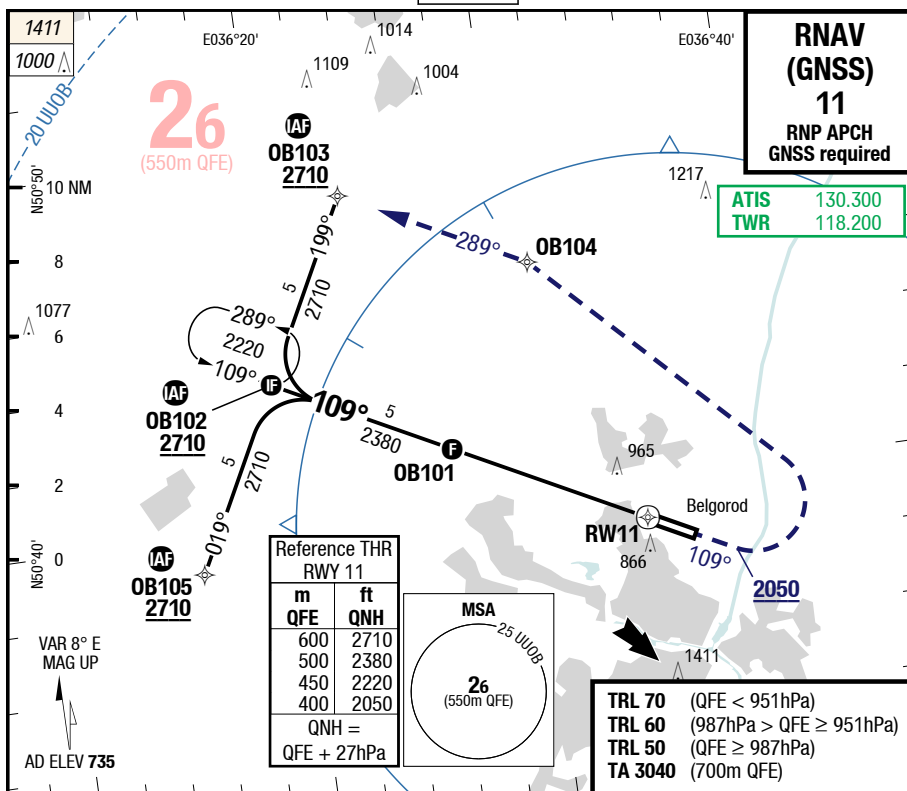 1411
1000
E036°20'
1014
E036°40'
RNAV
(GNSS)
11
RNP APCH
GNSS required
1109
1004
20 UUOB
26
(550m QFE)
IAF
OB103
2710
1217
ATIS 130.300
TWR 118.200
N50°50'
10 NM
199°
289°
OB104
8
5
2710
1077
6
289°
2220
109°
IF
IAF
OB102
2710
4
109°
5
2380
F
OB101
5
2710
965
2
Belgorod
RW11
019°
866
109°
2050
N50°40'
0
IAF
OB105
2710
Reference THR
RWY 11
m ft
QFE QNH
600 2710
500 2380
450 2220
400 2050
QNH =
QFE + 27hPa
MSA
25 UUOB
26
(550m QFE)
1411
VAR 8° E
MAG UP
AD ELEV 735
TRL 70 (QFE < 951hPa)
TRL 60 (987hPa > QFE ≥ 951hPa)
TRL 50 (QFE ≥ 987hPa)
TA 3040 (700m QFE)